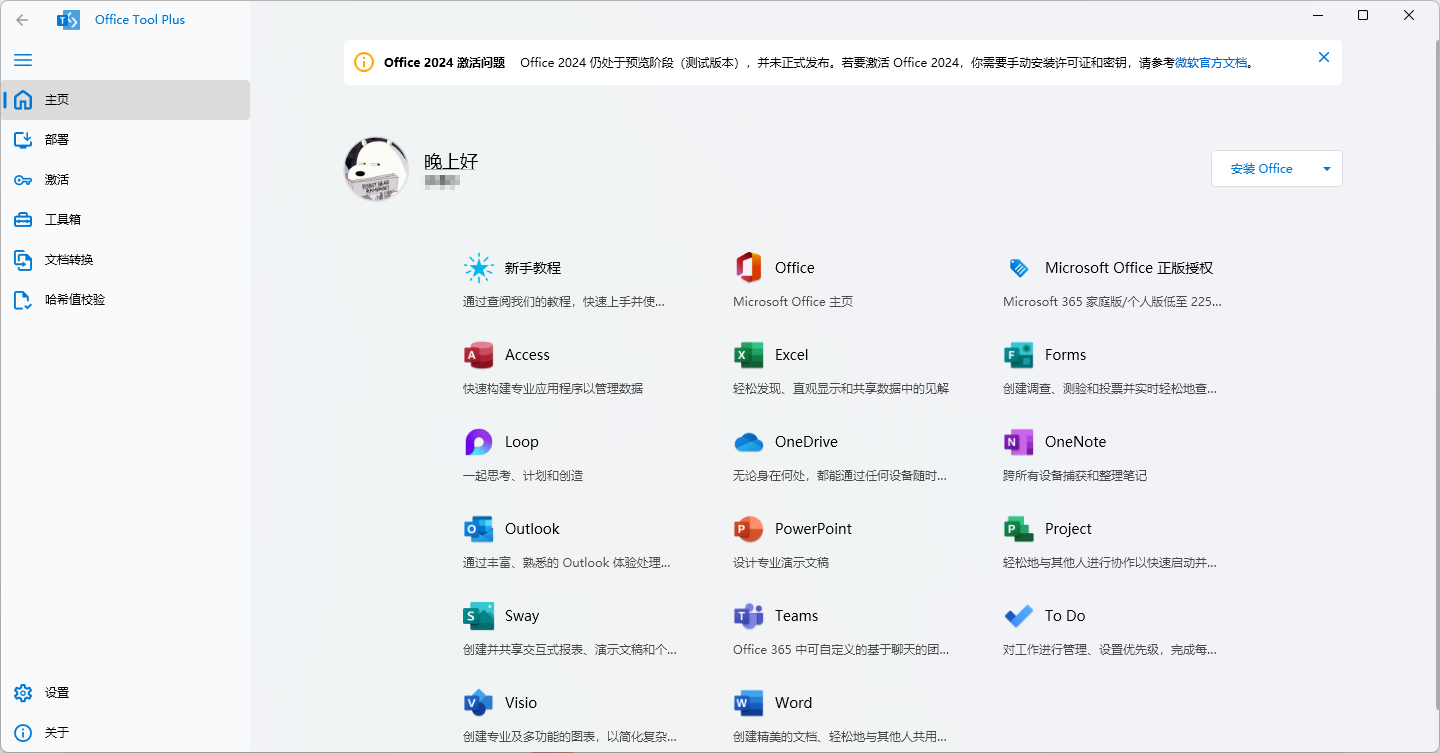 Office Tool Plus
Office 2024 激活问题 Office 2024 仍处于预览阶段（测试版本），并未正式发布。若要激活 Office 2024，你需要手动安装许可证和密钥，请参考微软官方文档。
主页
部署
激活
工具箱
文档转换
哈希值校验
设置
关于
晚上好
安装 Office
新手教程
通过查阅我们的教程，快速上手并使...
Office
Microsoft Office 主页
Microsoft Office 正版授权
Microsoft 365 家庭版/个人版低至 225...
Access
快速构建专业应用程序以管理数据
Excel
轻松发现、直观显示和共享数据中的见解
Forms
创建调查、测验和投票并实时轻松地查...
Loop
一起思考、计划和创造
OneDrive
无论身在何处，都能通过任何设备随时...
OneNote
跨所有设备捕获和整理笔记
Outlook
通过丰富、熟悉的 Outlook 体验处理...
PowerPoint
设计专业演示文稿
Project
轻松地与其他人进行协作以快速启动并...
Sway
创建并共享交互式报表、演示文稿和个...
Teams
Office 365 中可自定义的基于聊天的团...
To Do
对工作进行管理、设置优先级，完成每...
Visio
创建专业及多功能的图表，以简化复杂...
Word
创建精美的文档、轻松地与其他人共用...